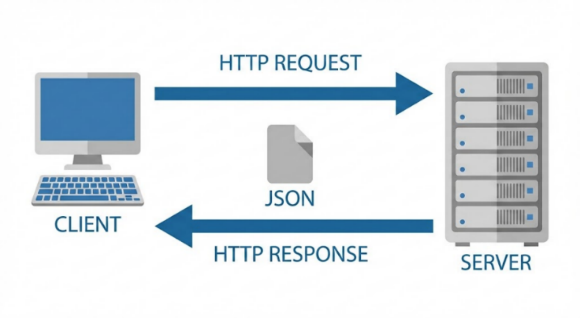 HTTP REQUEST
JSON
CLIENT
HTTP RESPONSE
SERVER